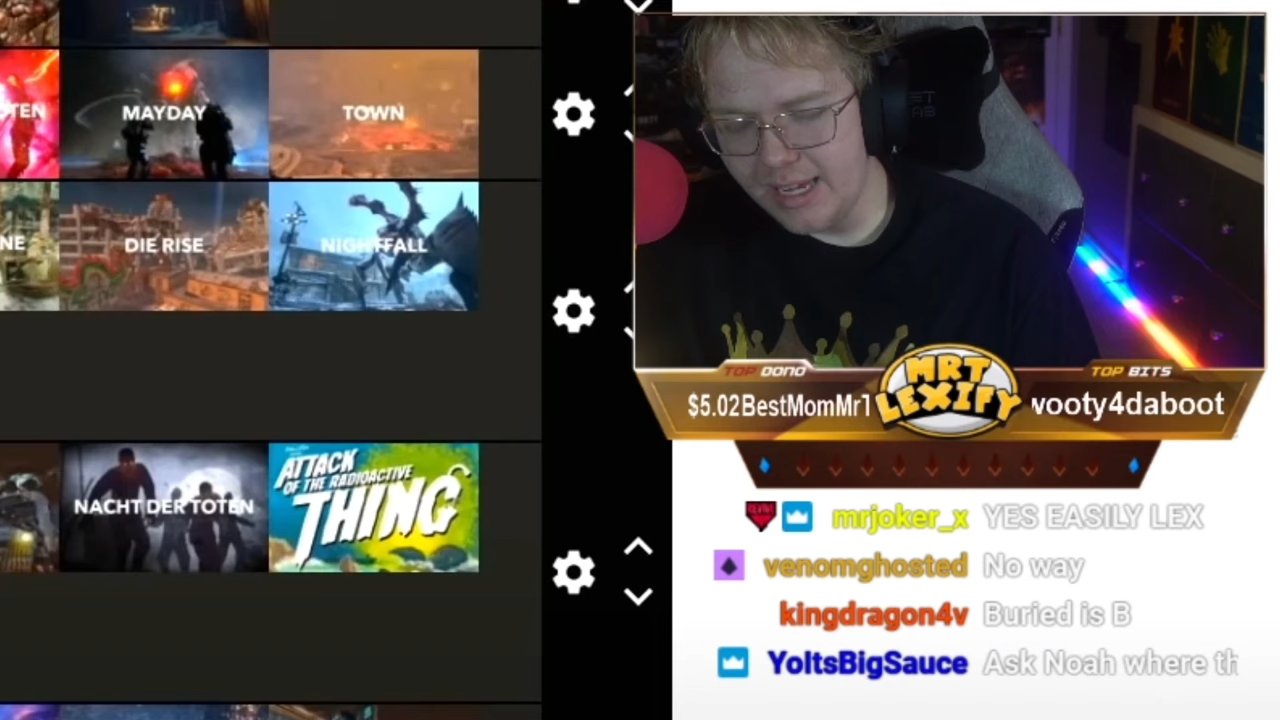 TEN
MAYDAY
TOWN
NE
DIE RISE
NIGHTFALL
NACHT DER TOTEN
ATTACK
OF THE RADIOACTIVE
THING
TOP DONO
TOP BITS
MRT
LEXIFY
$5.02BestMomMrT
wooty4daboot
mrjoker_x YES EASILY LEX
venomghosted No way
kingdragon4v Buried is B
YoltsBigSauce Ask Noah where th